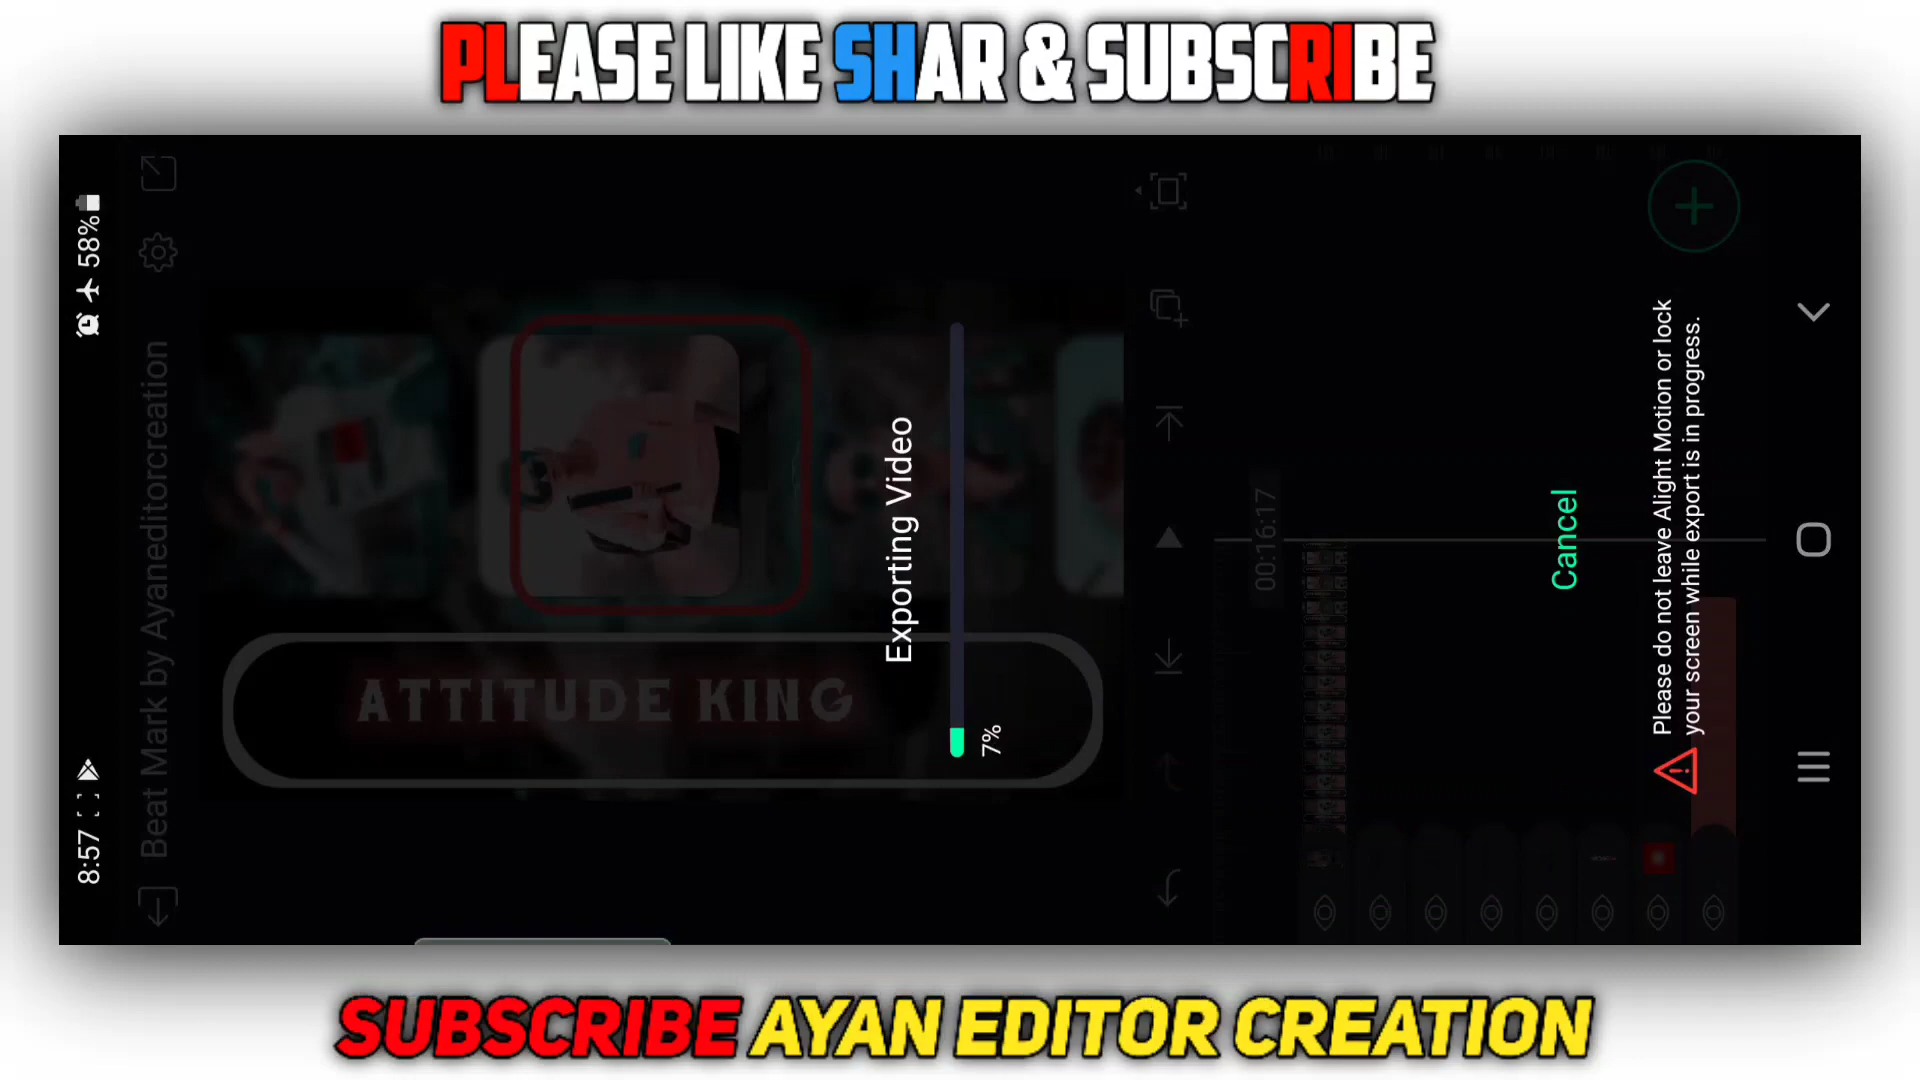 PLEASE LIKE SHAR & SUBSCRIBE
8:57
58%
Beat Mark by Ayaneditorcreation
ATTITUDE KING
Exporting Video
7%
00:16:17
Cancel
Please do not leave Alight Motion or lock
your screen while export is in progress.
SUBSCRIBE AYAN EDITOR CREATION